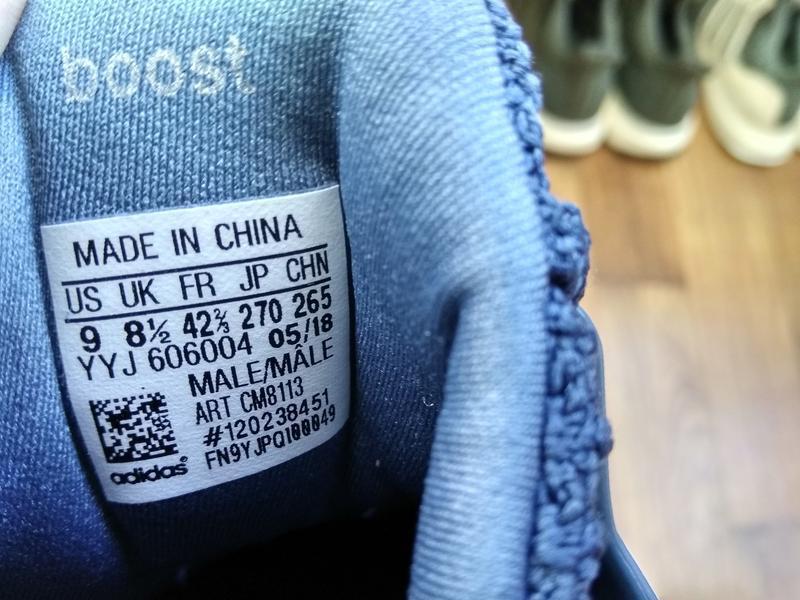 boost
MADE IN CHINA
US UK FR JP CHN
9 8½ 42⅔ 270 265
YYJ 606004 05/18
MALE/MÂLE
ART CM8113
#120238451
FN9YJPQ100049
adidas®